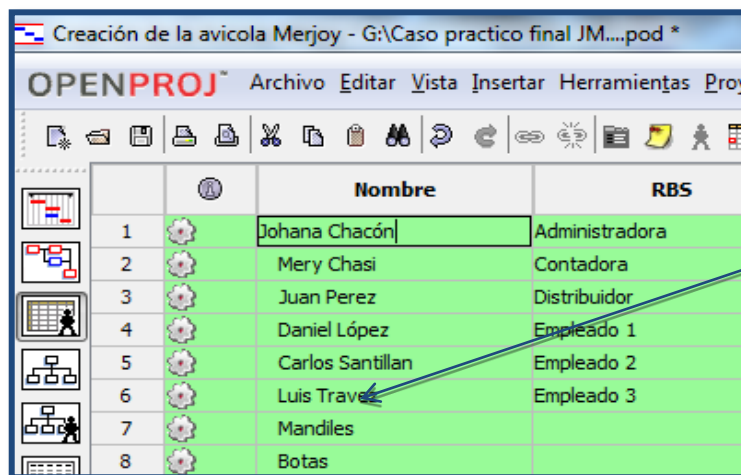 Creación de la avicola Merjoy - G:\Caso practico final JM....pod *
OPENPROJ Archivo Editar Vista Insertar Herramientas Proy
Nombre RBS
1 Johana Chacón Administradora
2 Mery Chasi Contadora
3 Juan Perez Distribuidor
4 Daniel López Empleado 1
5 Carlos Santillan Empleado 2
6 Luis Travez Empleado 3
7 Mandiles
8 Botas